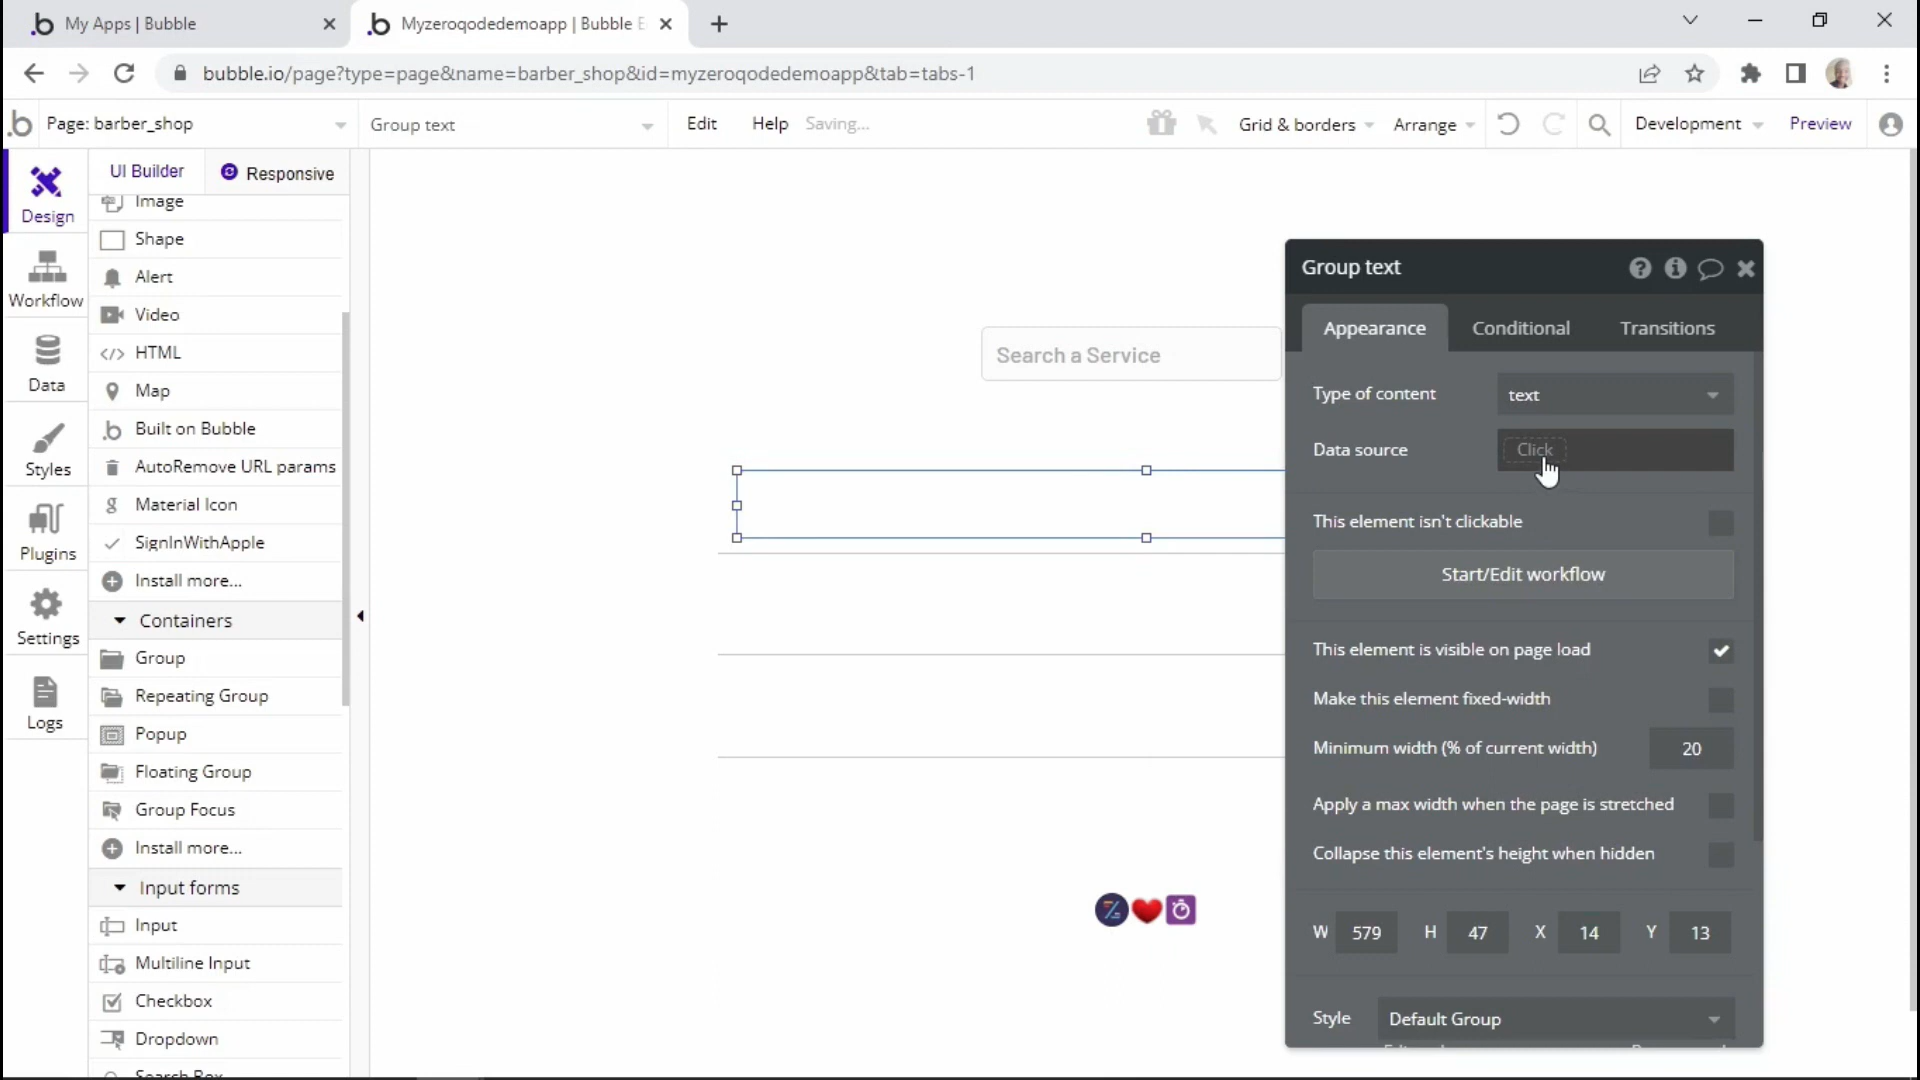 My Apps | Bubble
Myzeroqodedemoapp | Bubble E
bubble.io/page?type=page&name=barber_shop&id=myzeroqodedemoapp&tab=tabs-1
Page: barber_shop
Group text
Edit
Help
Saving...
Grid & borders
Arrange
Development
Preview
Design
Workflow
Data
Styles
Plugins
Settings
Logs
UI Builder
Responsive
Image
Shape
Alert
Video
HTML
Map
Built on Bubble
AutoRemove URL params
Material Icon
SignInWithApple
Install more...
Containers
Group
Repeating Group
Popup
Floating Group
Group Focus
Install more...
Input forms
Input
Multiline Input
Checkbox
Dropdown
Search Box
Search a Service
Group text
Appearance
Conditional
Transitions
Type of content
text
Data source
Click
This element isn't clickable
Start/Edit workflow
This element is visible on page load
Make this element fixed-width
Minimum width (% of current width)
20
Apply a max width when the page is stretched
Collapse this element's height when hidden
W 579 H 47 X 14 Y 13
Style
Default Group